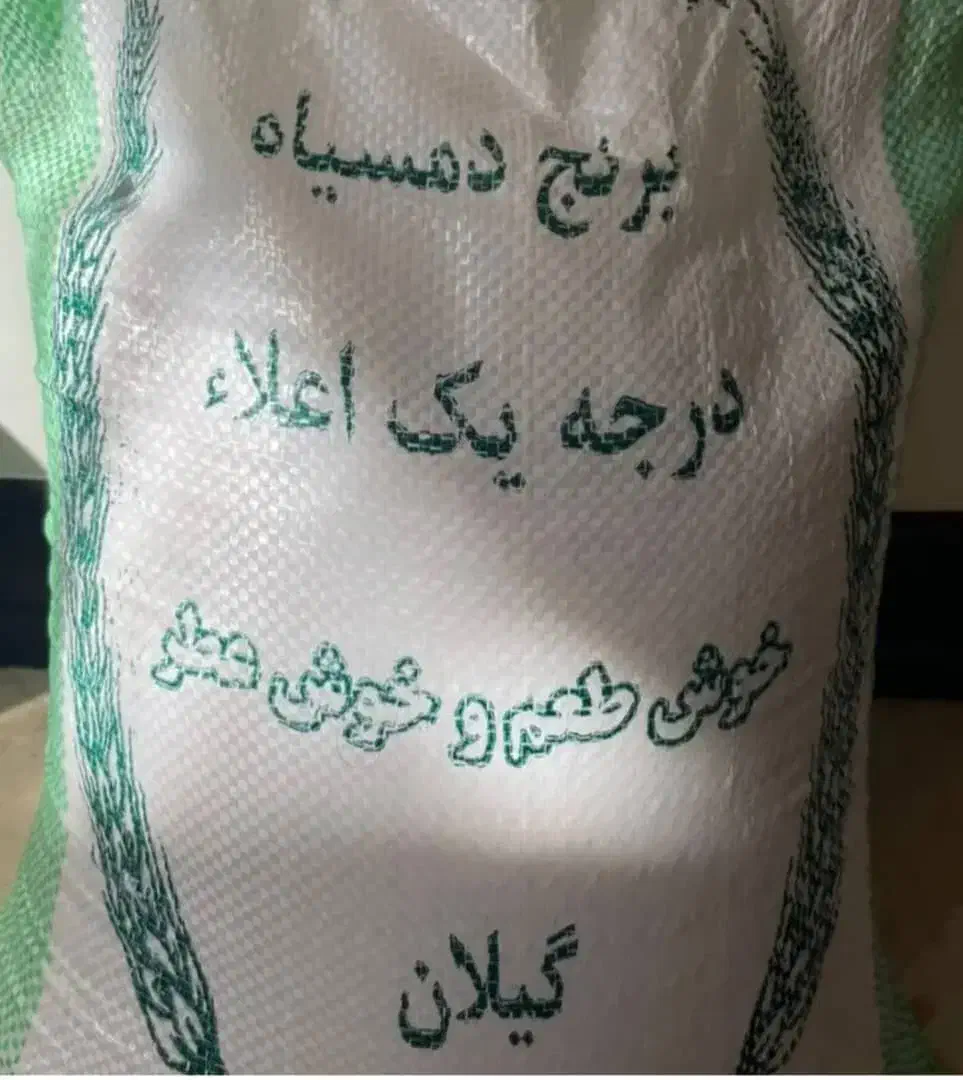 برنج دمسیاه
درجه یک اعلاء
خوش طعم و خوش عطر
گیلان